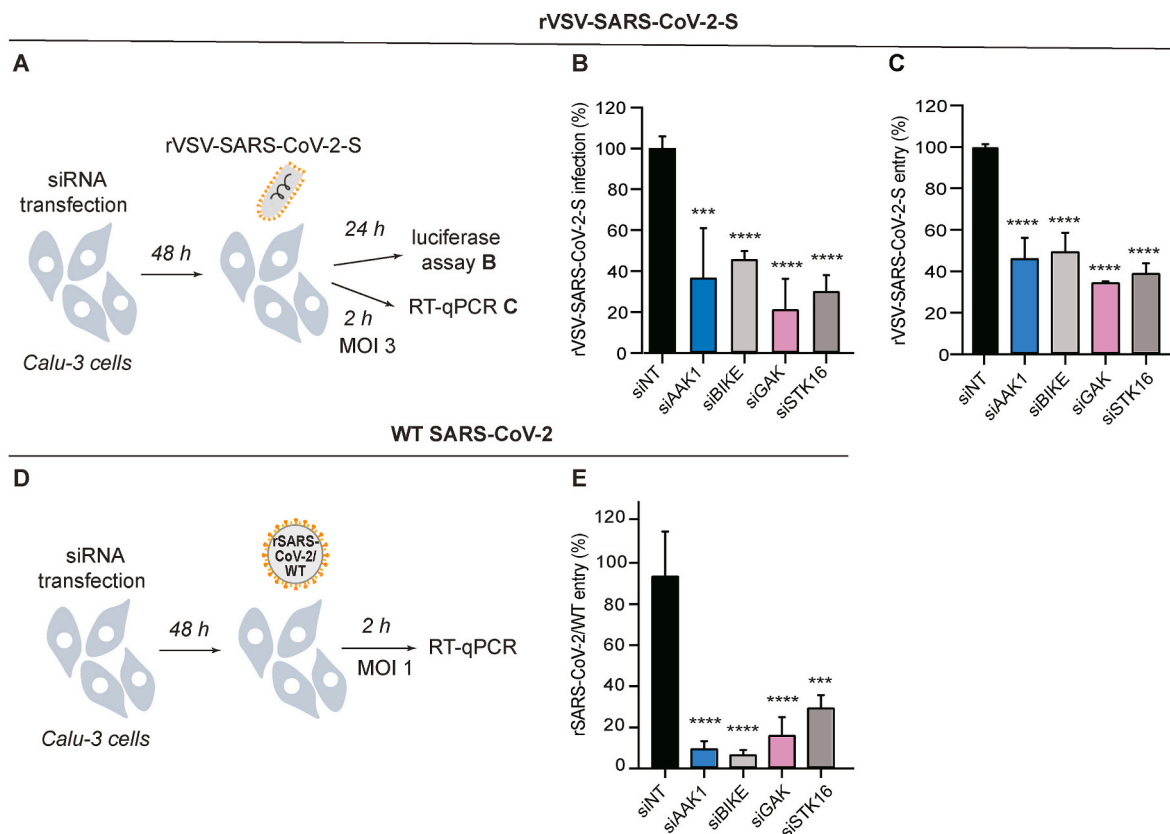 rVSV-SARS-CoV-2-S
A
rVSV-SARS-CoV-2-S
siRNA
transfection
48 h
24 h
luciferase
assay B
RT-qPCR C
2 h
MOI 3
Calu-3 cells
B
rVSV-SARS-CoV-2-S infection (%)
120
100
80
60
40
20
0
***
****
****
****
siNT
siAAK1
siBIKE
siGAK
siSTK16
C
rVSV-SARS-CoV-2-S entry (%)
120
100
80
60
40
20
0
****
****
****
****
siNT
siAAK1
siBIKE
siGAK
siSTK16
WT SARS-CoV-2
D
siRNA
transfection
48 h
rSARS-
CoV-2/
WT
2 h
MOI 1
RT-qPCR
Calu-3 cells
E
rSARS-CoV-2/WT entry (%)
120
100
80
60
40
20
0
****
****
****
***
siNT
siAAK1
siBIKE
siGAK
siSTK16